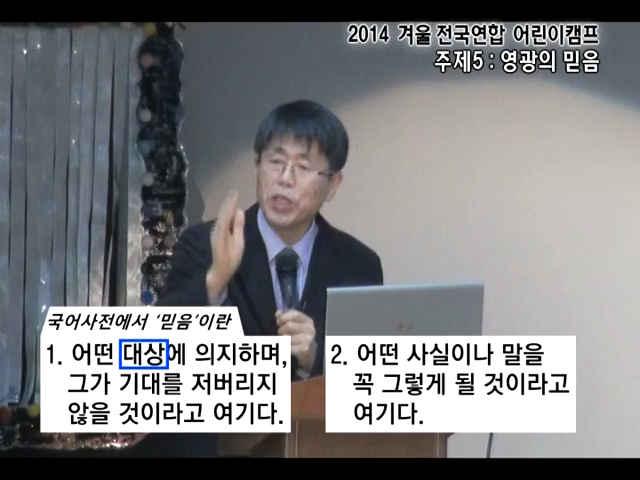 2014 겨울 전국연합 어린이캠프
주제5 : 영광의 믿음
국어사전에서 '믿음'이란
1. 어떤 대상에 의지하며,
그가 기대를 저버리지
않을 것이라고 여기다.
2. 어떤 사실이나 말을
꼭 그렇게 될 것이라고
여기다.